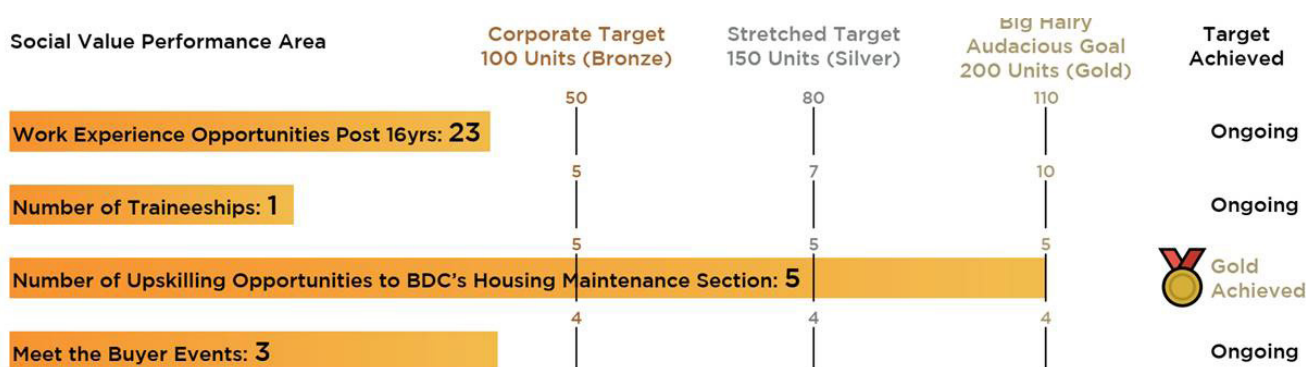 Social Value Performance Area
Corporate Target
100 Units (Bronze)
Stretched Target
150 Units (Silver)
Big Hairy
Audacious Goal
200 Units (Gold)
Target
Achieved
50 80 110
Work Experience Opportunities Post 16yrs: 23
Ongoing
5 7 10
Number of Traineeships: 1
Ongoing
5 5 5
Number of Upskilling Opportunities to BDC's Housing Maintenance Section: 5
Gold
Achieved
4 4 4
Meet the Buyer Events: 3
Ongoing